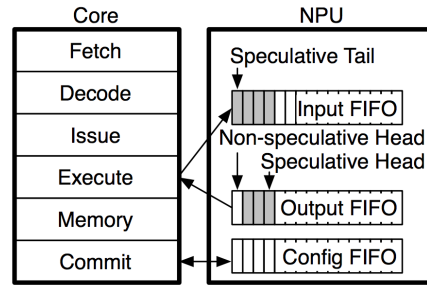 Core
Fetch
Decode
Issue
Execute
Memory
Commit
NPU
Speculative Tail
Input FIFO
Non-speculative Head
Speculative Head
Output FIFO
Config FIFO